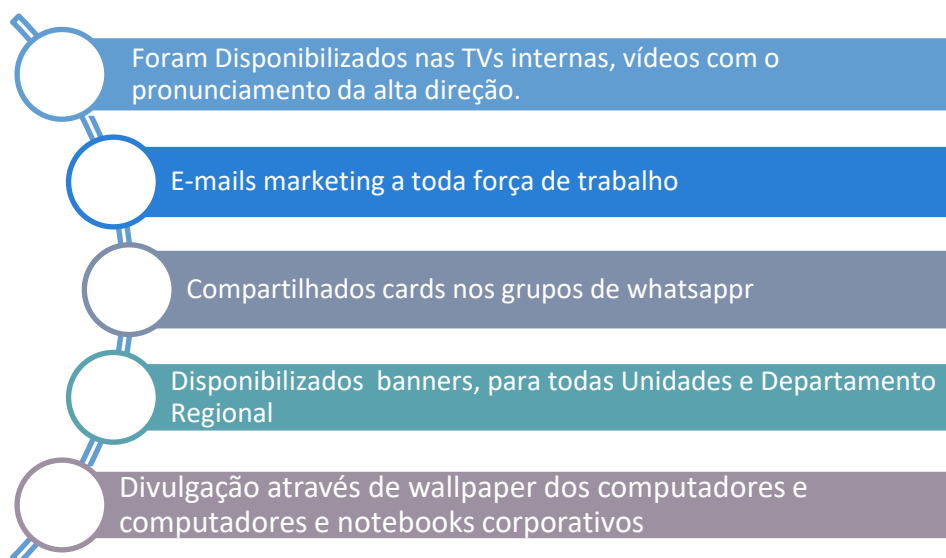 Foram Disponibilizados nas TVs internas, vídeos com o
pronunciamento da alta direção.
E-mails marketing a toda força de trabalho
Compartilhados cards nos grupos de whatsappr
Disponibilizados  banners, para todas Unidades e Departamento
Regional
Divulgação através de wallpaper dos computadores e
computadores e notebooks corporativos